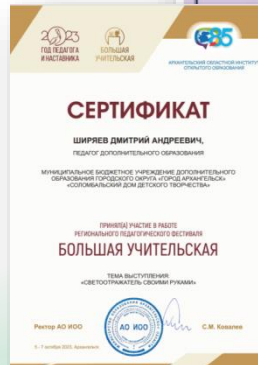 2023
ГОД ПЕДАГОГА
И НАСТАВНИКА
БОЛЬШАЯ
УЧИТЕЛЬСКАЯ
85
АРХАНГЕЛЬСКИЙ ОБЛАСТНОЙ ИНСТИТУТ
ОТКРЫТОГО ОБРАЗОВАНИЯ
СЕРТИФИКАТ
ШИРЯЕВ ДМИТРИЙ АНДРЕЕВИЧ,
ПЕДАГОГ ДОПОЛНИТЕЛЬНОГО ОБРАЗОВАНИЯ
МУНИЦИПАЛЬНОЕ БЮДЖЕТНОЕ УЧРЕЖДЕНИЕ ДОПОЛНИТЕЛЬНОГО
ОБРАЗОВАНИЯ ГОРОДСКОГО ОКРУГА «ГОРОД АРХАНГЕЛЬСК»
«СОЛОМБАЛЬСКИЙ ДОМ ДЕТСКОГО ТВОРЧЕСТВА»
ПРИНЯЛ(А) УЧАСТИЕ В РАБОТЕ
РЕГИОНАЛЬНОГО ПЕДАГОГИЧЕСКОГО ФЕСТИВАЛЯ
БОЛЬШАЯ УЧИТЕЛЬСКАЯ
ТЕМА ВЫСТУПЛЕНИЯ:
«СВЕТООТРАЖАТЕЛЬ СВОИМИ РУКАМИ»
Ректор АО ИОО
АО ИОО
С.М. Ковалев